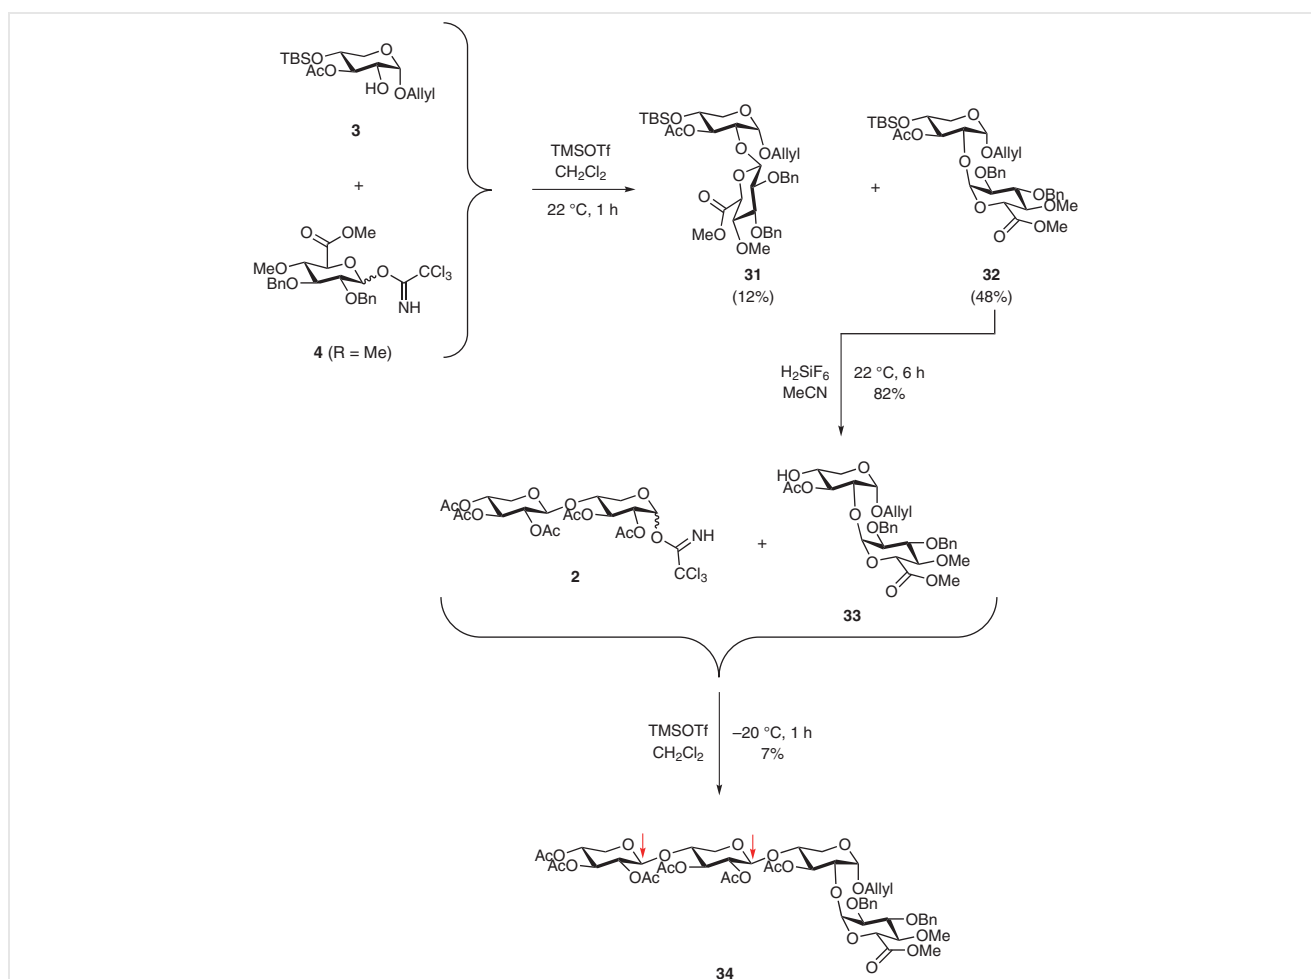 TBSO
O
AcO
HO
OAllyl
3
+
O
OMe
MeO
O
O
CCl3
BnO
OBn
NH
4 (R = Me)
TMSOTf
CH2Cl2
22 °C, 1 h
TBSO
O
AcO
O
OAllyl
O
OBn
O
MeO
OBn
OMe
31
(12%)
+
TBSO
O
AcO
OAllyl
O
OBn
OBn
O
OMe
O
OMe
32
(48%)
H2SiF6
MeCN
22 °C, 6 h
82%
AcO
O
O
O
AcO
AcO
OAc
AcO
AcO
O
NH
CCl3
2
+
HO
O
AcO
OAllyl
O
OBn
OBn
O
OMe
O
OMe
33
TMSOTf
CH2Cl2
–20 °C, 1 h
7%
AcO
O
O
O
O
O
AcO
AcO
OAc
AcO
AcO
AcO
O
OAllyl
OBn
OBn
O
OMe
O
OMe
34